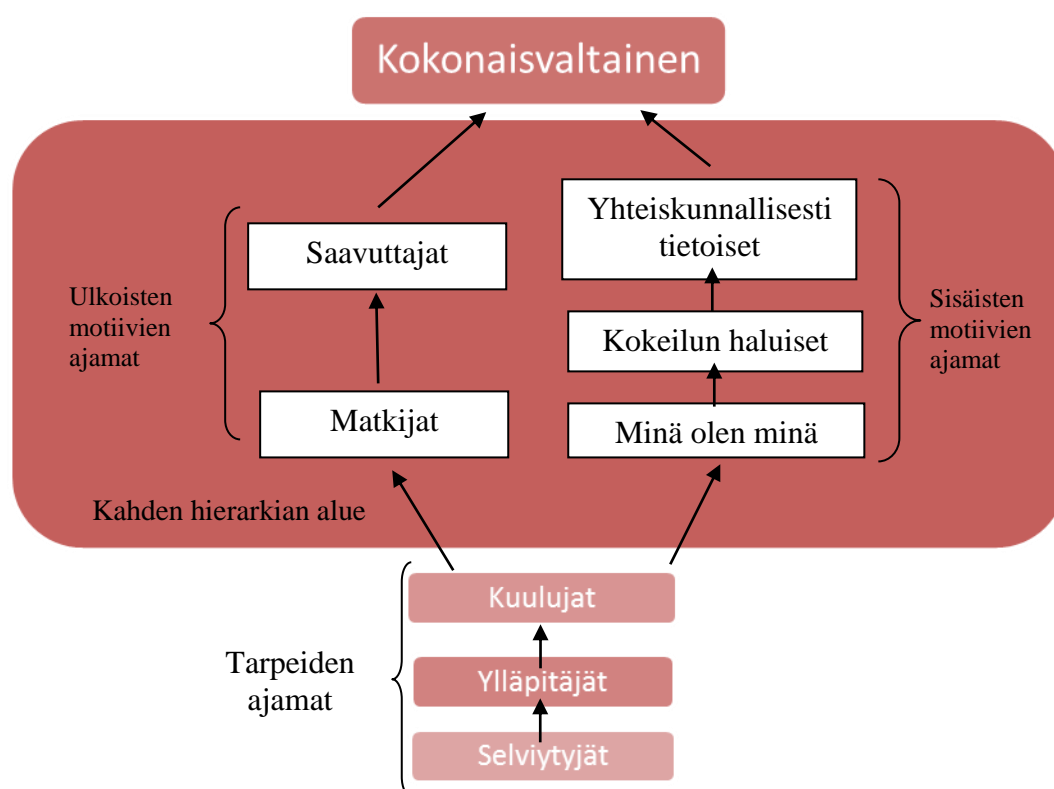 Kokonaisvaltainen
Yhteiskunnallisesti
tietoiset
Saavuttajat
Ulkoisten
motiivien
ajamat
Sisäisten
motiivien
ajamat
Kokeilun haluiset
Matkijat
Minä olen minä
Kahden hierarkian alue
Kuulujat
Tarpeiden
ajamat
Ylläpitäjät
Selviytyjät